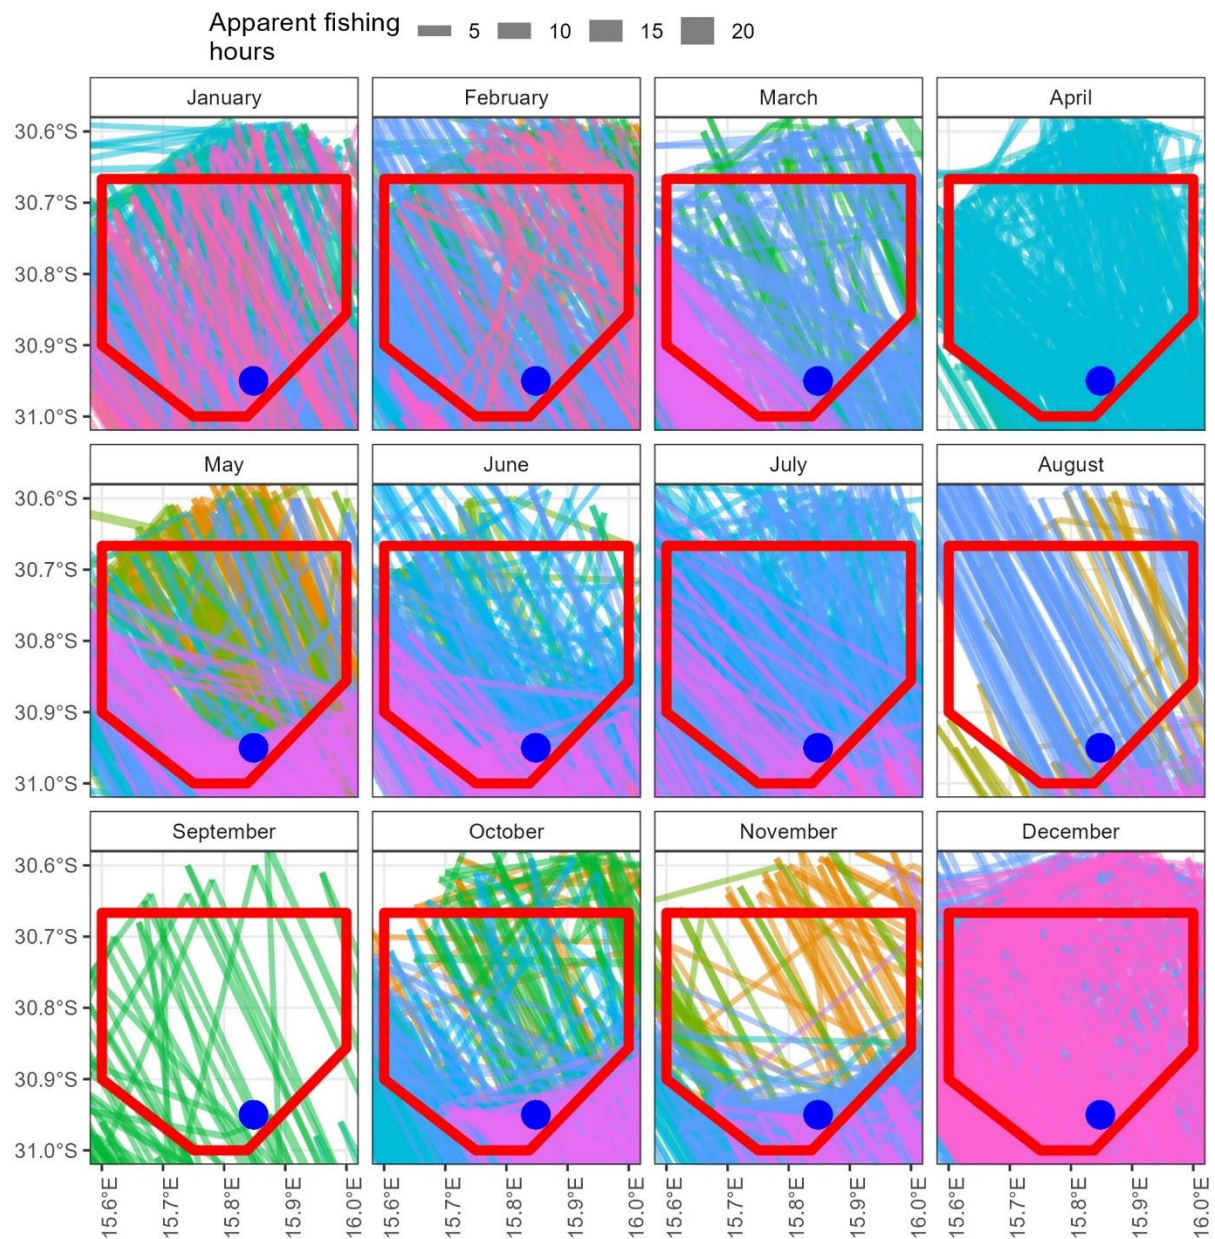 Apparent fishing
hours
5 10 15 20
January February March April
30.6°S
30.7°S
30.8°S
30.9°S
31.0°S
May June July August
30.6°S
30.7°S
30.8°S
30.9°S
31.0°S
September October November December
30.6°S
30.7°S
30.8°S
30.9°S
31.0°S
15.6°E 15.7°E 15.8°E 15.9°E 16.0°E 15.6°E 15.7°E 15.8°E 15.9°E 16.0°E 15.6°E 15.7°E 15.8°E 15.9°E 16.0°E 15.6°E 15.7°E 15.8°E 15.9°E 16.0°E